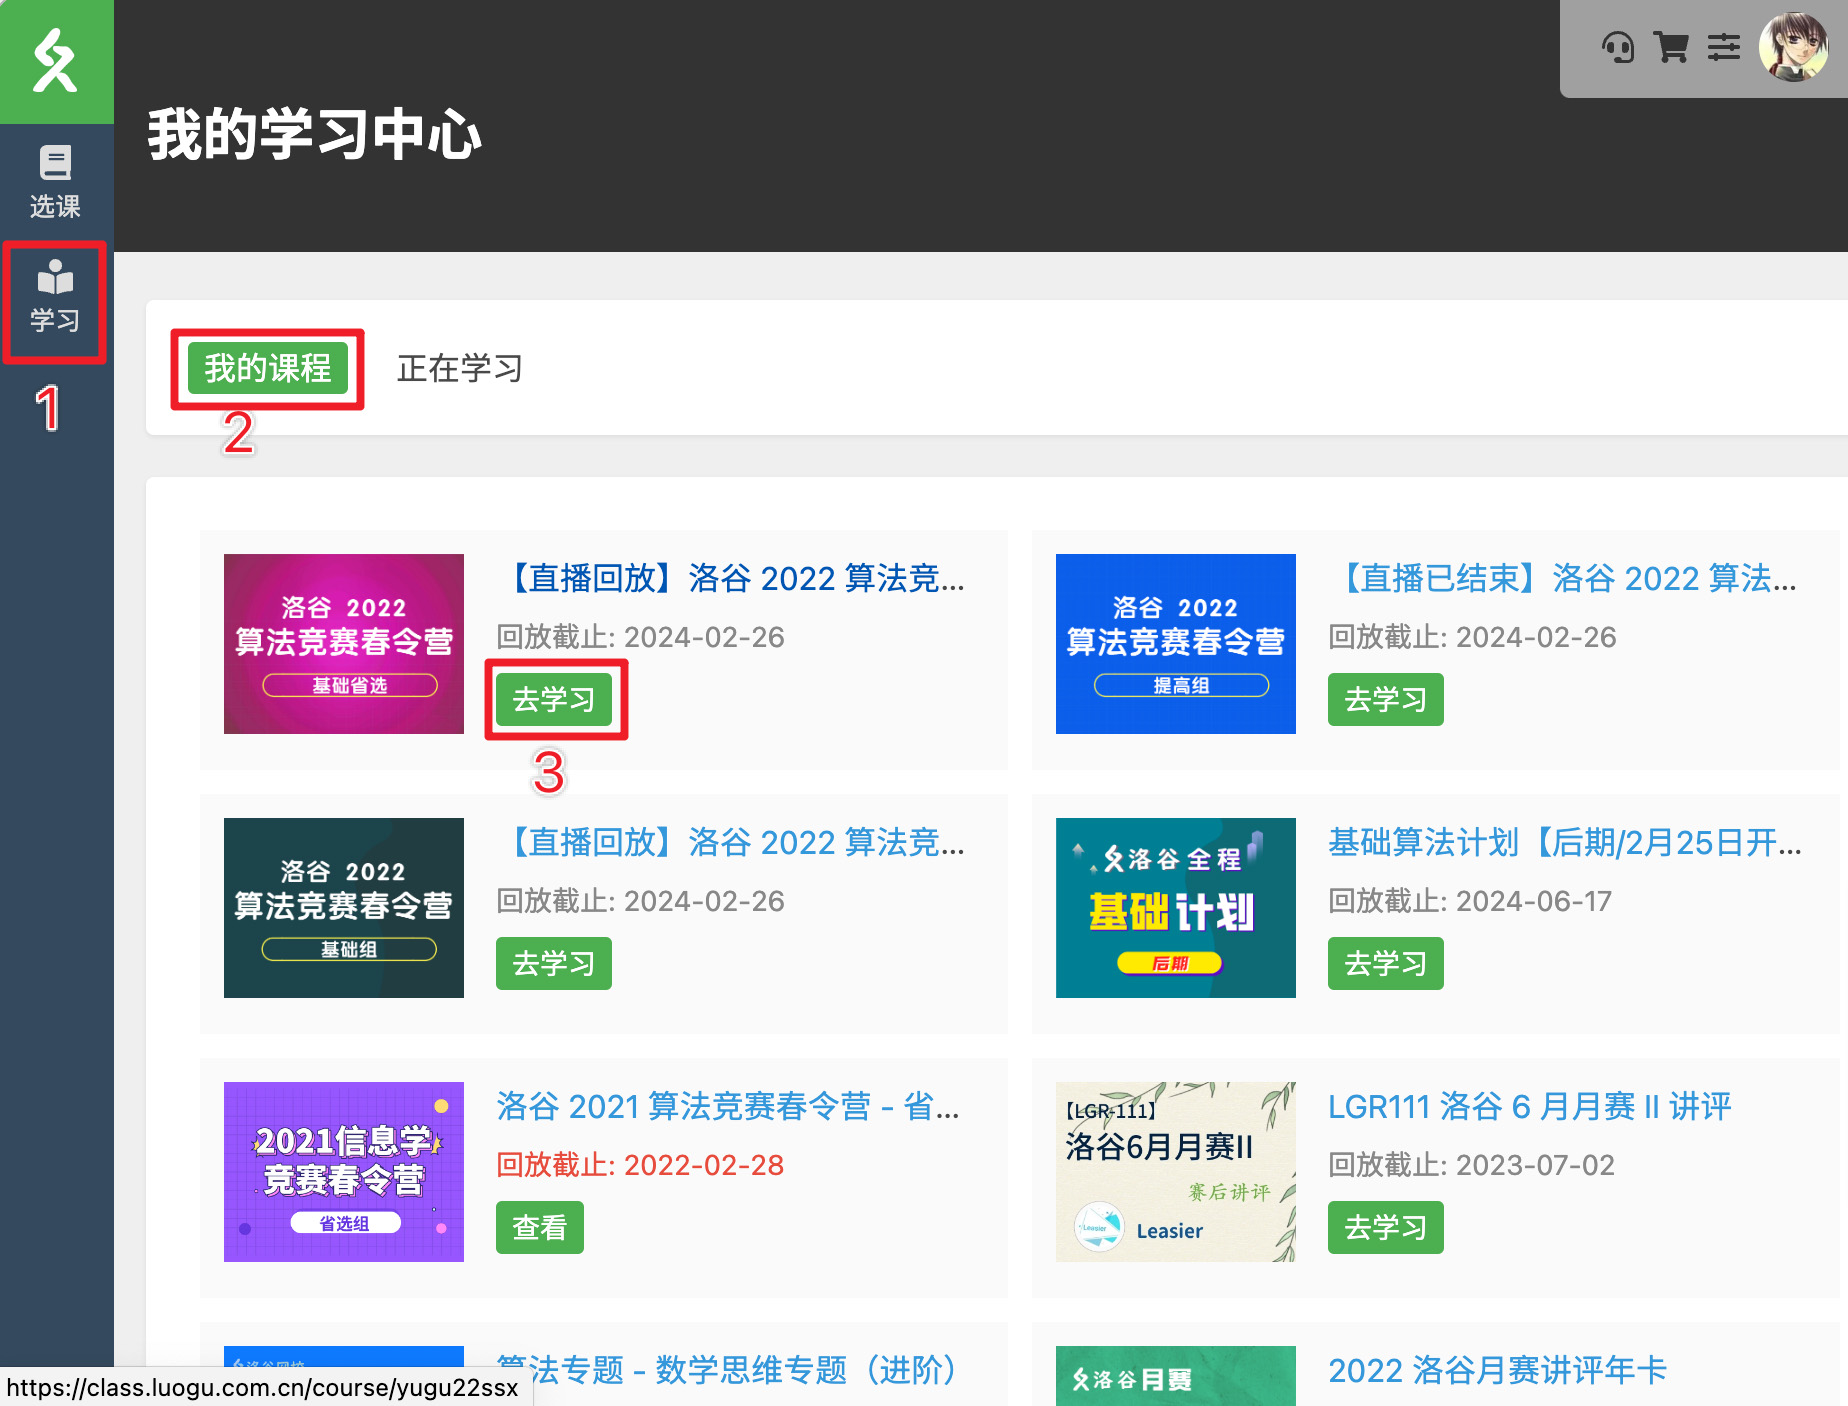 我的学习中心
选课
学习
1
我的课程
正在学习
2
洛谷 2022
算法竞赛春令营
基础省选
【直播回放】洛谷 2022 算法竞...
回放截止: 2024-02-26
去学习
3
洛谷 2022
算法竞赛春令营
提高组
【直播已结束】洛谷 2022 算法...
回放截止: 2024-02-26
去学习
洛谷 2022
算法竞赛春令营
基础组
【直播回放】洛谷 2022 算法竞...
回放截止: 2024-02-26
去学习
洛谷全程
基础计划
后期
基础算法计划【后期/2月25日开...
回放截止: 2024-06-17
去学习
2021信息学
竞赛春令营
省选组
洛谷 2021 算法竞赛春令营 - 省...
回放截止: 2022-02-28
查看
【LGR-111】
洛谷6月月赛II
赛后讲评
Leasier
Leasier
LGR111 洛谷 6 月月赛 II 讲评
回放截止: 2023-07-02
去学习
洛谷网校
算法专题 - 数学思维专题（进阶）
洛谷月赛
2022 洛谷月赛讲评年卡
https://class.luogu.com.cn/course/yugu22ssx